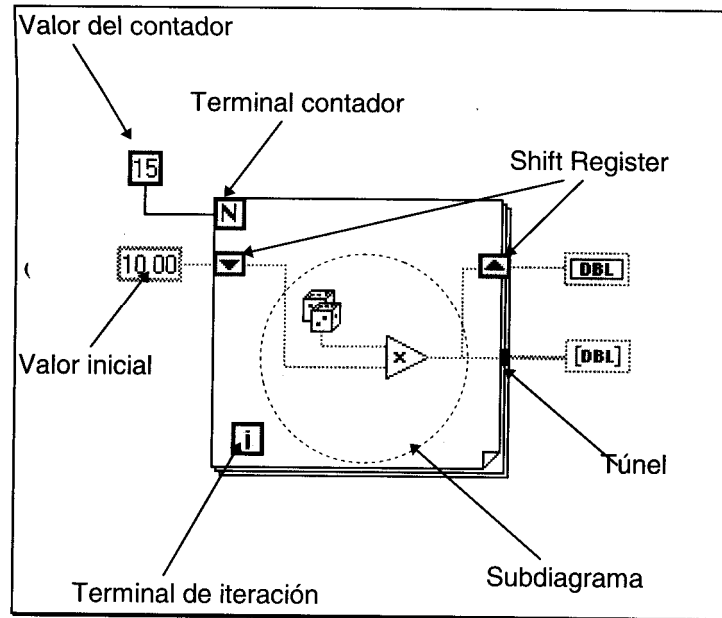 Valor del contador
Terminal contador
15
Shift Register
N
10.00
DBL
x
[DBL]
Valor inicial
i
Túnel
Subdiagrama
Terminal de iteración